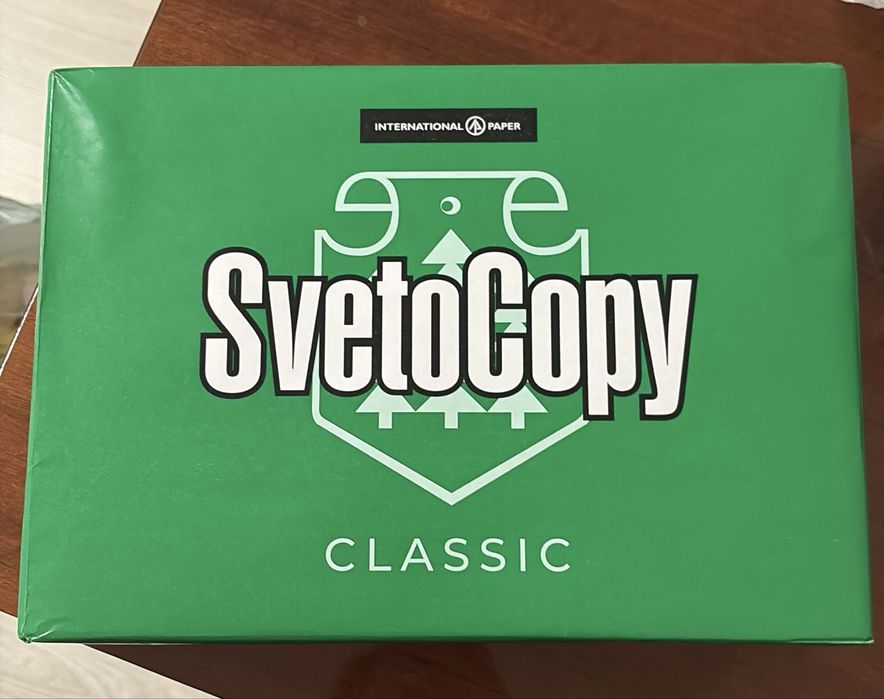 INTERNATIONAL PAPER
SvetoCopy
CLASSIC